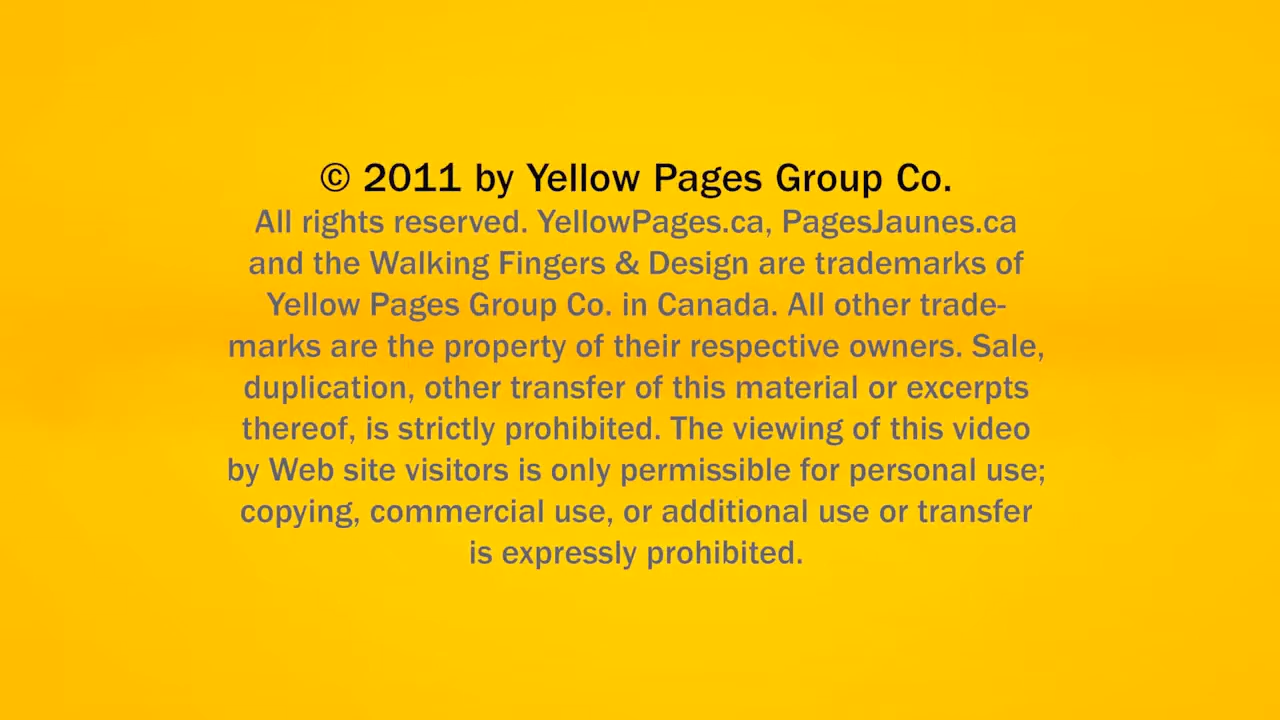 © 2011 by Yellow Pages Group Co.
All rights reserved. YellowPages.ca, PagesJaunes.ca
and the Walking Fingers & Design are trademarks of
Yellow Pages Group Co. in Canada. All other trade-
marks are the property of their respective owners. Sale,
duplication, other transfer of this material or excerpts
thereof, is strictly prohibited. The viewing of this video
by Web site visitors is only permissible for personal use;
copying, commercial use, or additional use or transfer
is expressly prohibited.